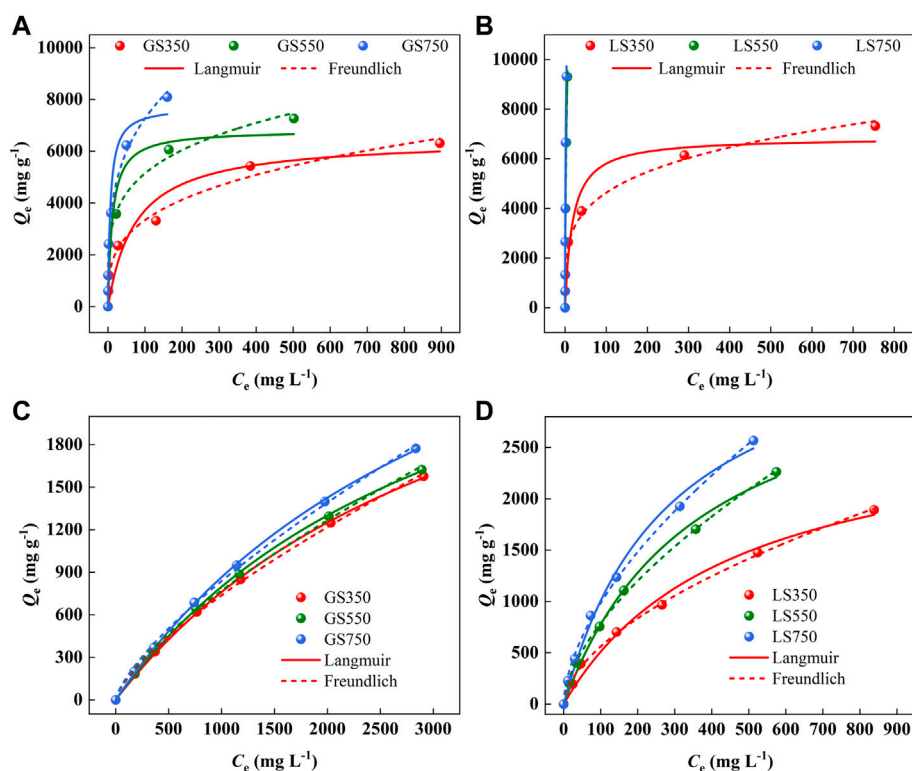 A
GS350 GS550 GS750
Langmuir Freundlich
10000
8000
6000
4000
2000
0
Qe (mg g-1)
0 100 200 300 400 500 600 700 800 900
Ce (mg L-1)
B
LS350 LS550 LS750
Langmuir Freundlich
10000
8000
6000
4000
2000
0
Qe (mg g-1)
0 100 200 300 400 500 600 700 800
Ce (mg L-1)
C
1800
1500
1200
900
600
300
0
Qe (mg g-1)
GS350
GS550
GS750
Langmuir
Freundlich
0 500 1000 1500 2000 2500 3000
Ce (mg L-1)
D
2500
2000
1500
1000
500
0
Qe (mg g-1)
LS350
LS550
LS750
Langmuir
Freundlich
0 100 200 300 400 500 600 700 800 900
Ce (mg L-1)